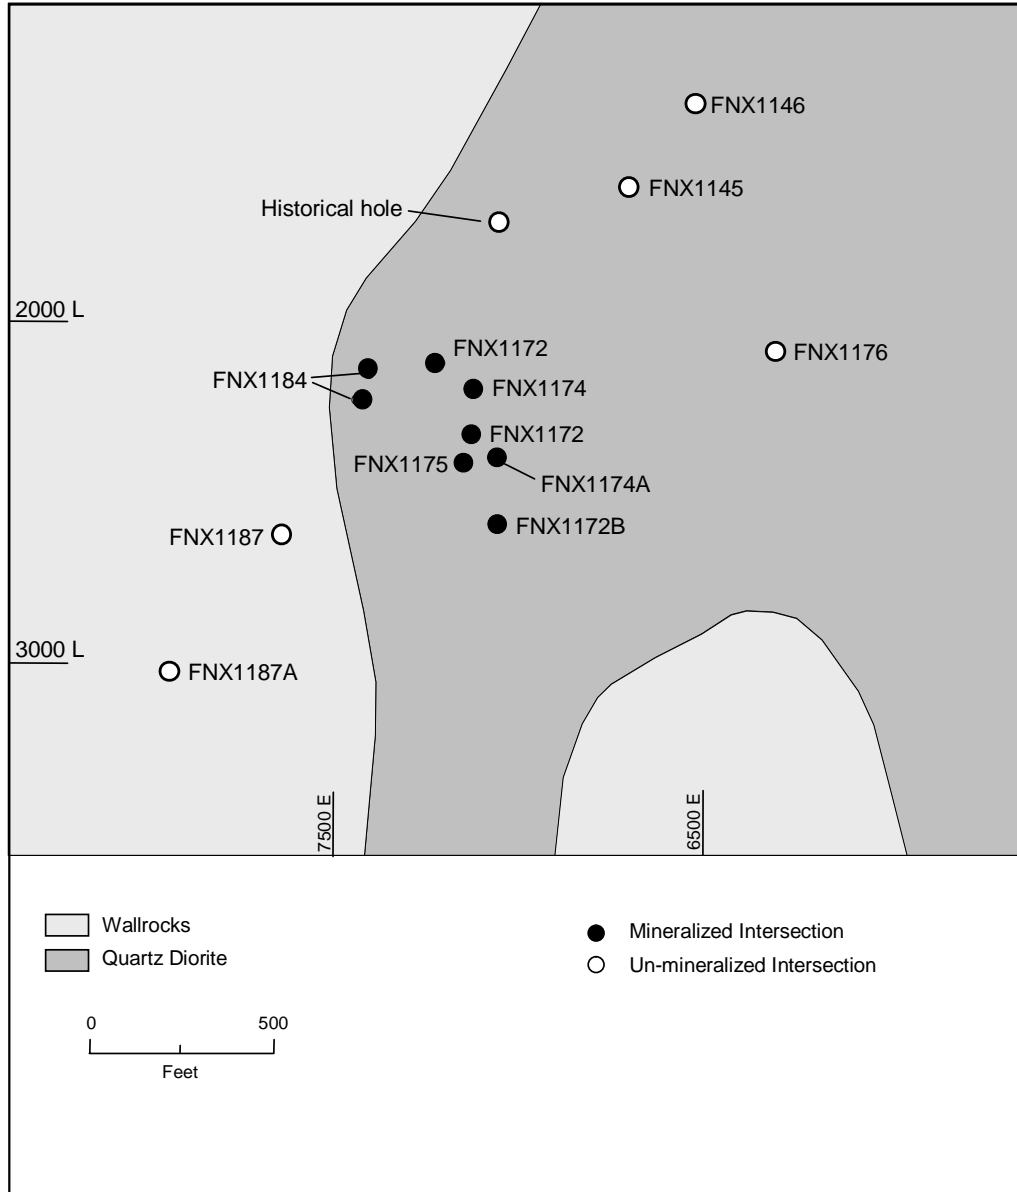 FNX1146
FNX1145
Historical hole
2000 L
FNX1172
FNX1176
FNX1184
FNX1174
FNX1172
FNX1175
FNX1174A
FNX1172B
FNX1187
3000 L
FNX1187A
7500 E
6500 E
Wallrocks
Quartz Diorite
Mineralized Intersection
Un-mineralized Intersection
0 500
Feet